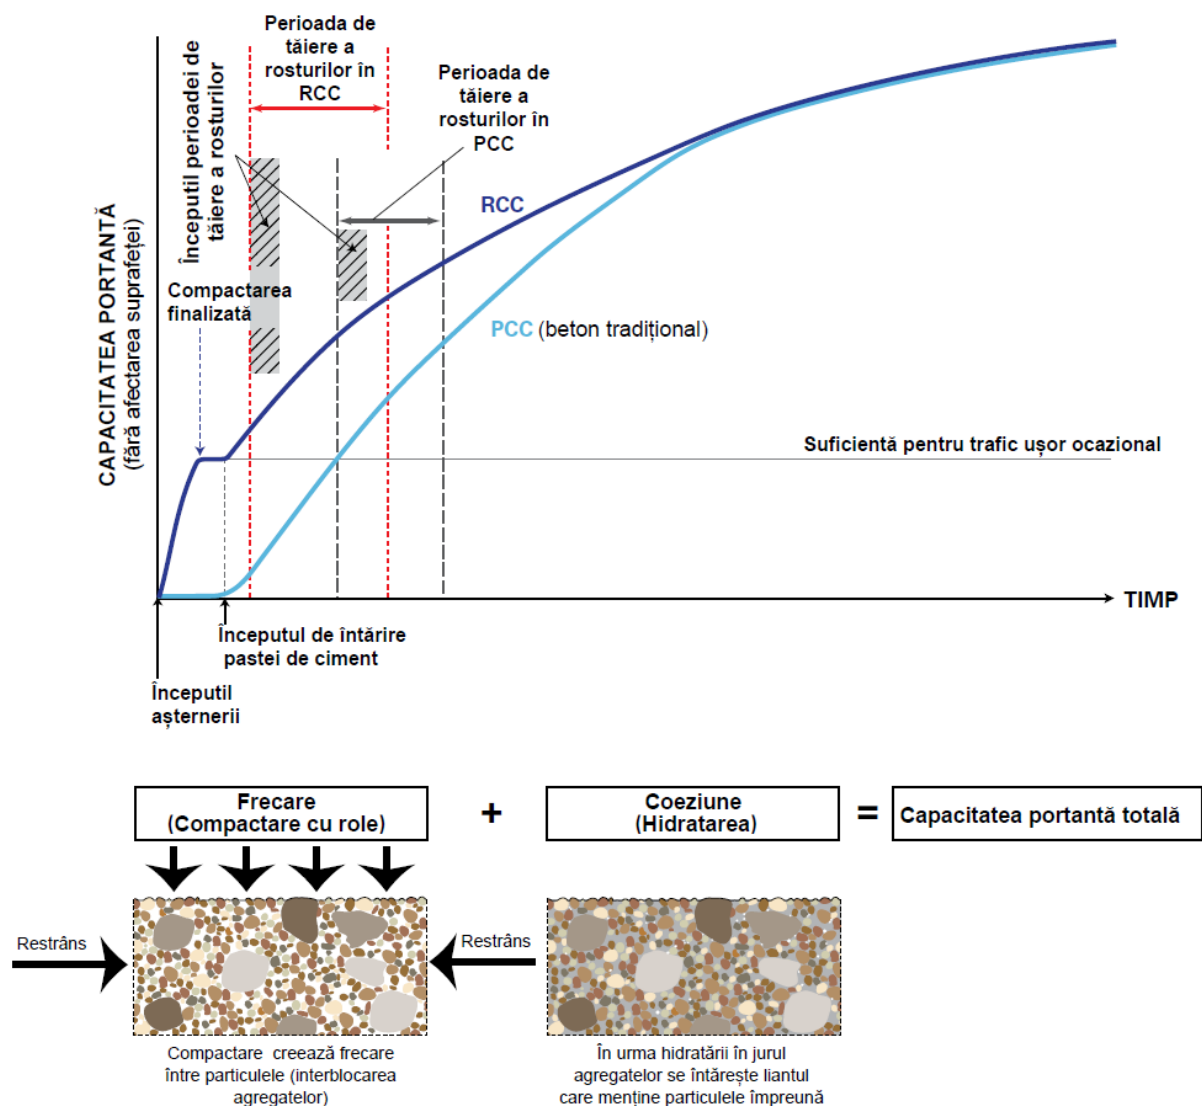 Perioada de
tăiere a
rosturilor în
RCC
Perioada de
tăiere a
rosturilor în
PCC
Începutil perioadei de
tăiere a rosturilor
RCC
CAPACITATEA PORTANTĂ
(fără afectarea suprafeței)
Compactarea
finalizată
PCC (beton tradițional)
Suficientă pentru trafic ușor ocazional
TIMP
Începutul de întărire
pastei de ciment
Începutil
așternerii
Frecare
(Compactare cu role)
+
Coeziune
(Hidratarea)
=
Capacitatea portantă totală
Restrâns
Restrâns
Compactare creează frecare
între particulele (interblocarea
agregatelor)
În urma hidratării în jurul
agregatelor se întărește liantul
care menține particulele împreună